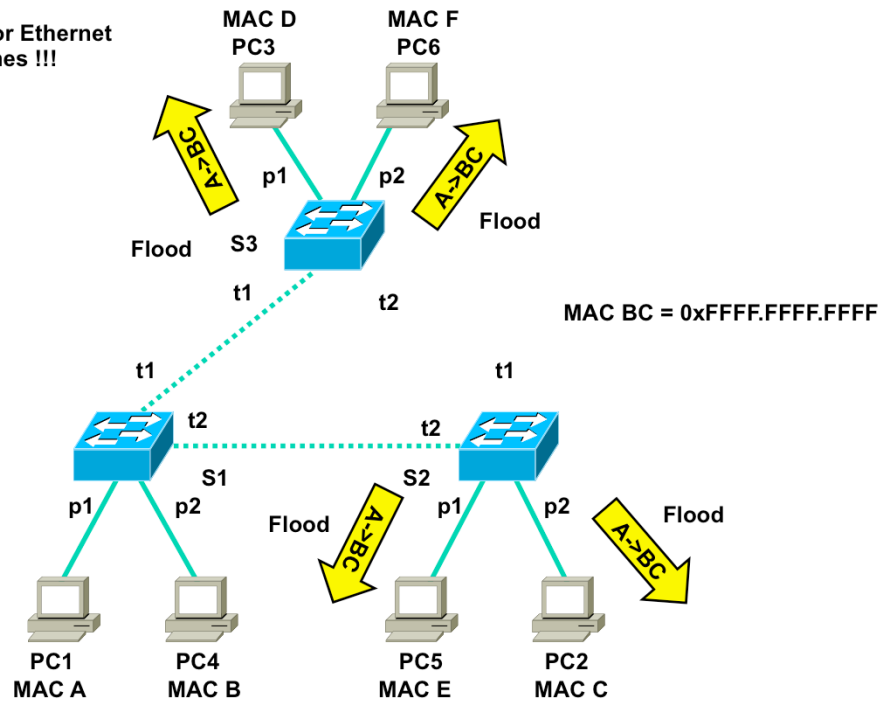 or Ethernet
nes !!!
MAC D
PC3
MAC F
PC6
A->BC
A->BC
p1
p2
Flood
Flood
S3
t1
t2
MAC BC = 0xFFFF.FFFF.FFFF
t1
t1
t2
t2
S1
S2
p1
p2
p1
p2
Flood
A->BC
A->BC
Flood
PC1
MAC A
PC4
MAC B
PC5
MAC E
PC2
MAC C